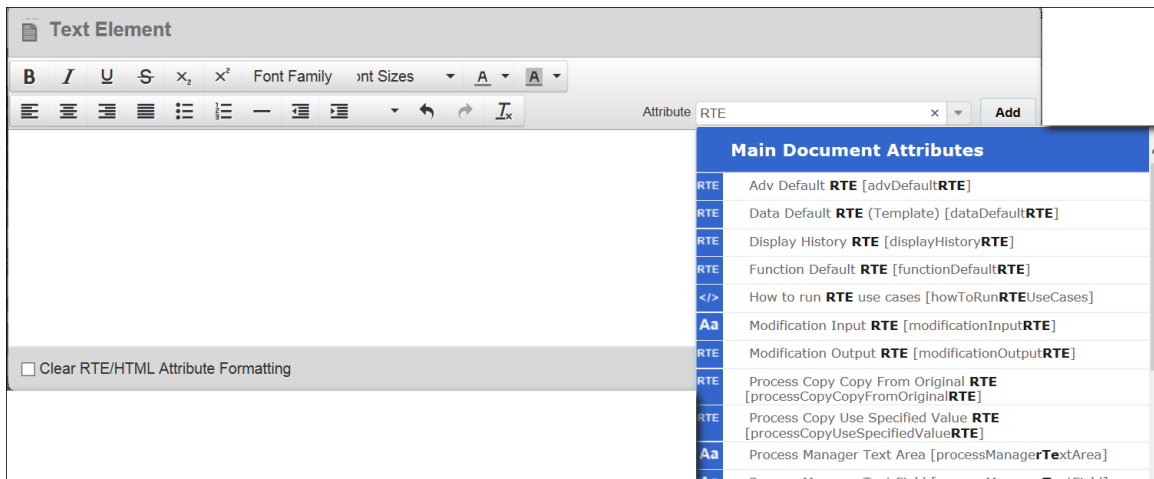 Text Element
B I U S x₂ x² Font Family ont Sizes A A
Attribute RTE × Add
Main Document Attributes
RTE Adv Default RTE [advDefaultRTE]
RTE Data Default RTE (Template) [dataDefaultRTE]
RTE Display History RTE [displayHistoryRTE]
RTE Function Default RTE [functionDefaultRTE]
</> How to run RTE use cases [howToRunRTEUseCases]
Aa Modification Input RTE [modificationInputRTE]
RTE Modification Output RTE [modificationOutputRTE]
RTE Process Copy Copy From Original RTE
[processCopyCopyFromOriginalRTE]
RTE Process Copy Use Specified Value RTE
[processCopyUseSpecifiedValueRTE]
Aa Process Manager Text Area [processManagerTextArea]
Clear RTE/HTML Attribute Formatting